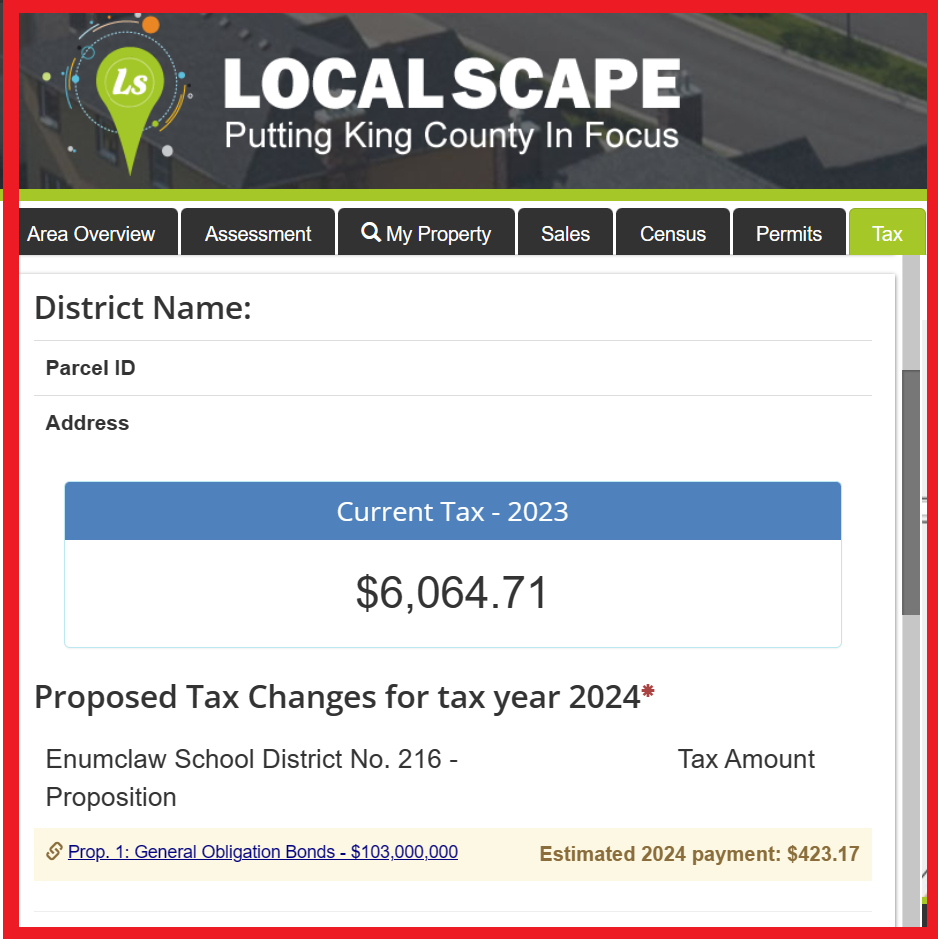 Ls
LOCALSCAPE
Putting King County In Focus
Area Overview
Assessment
My Property
Sales
Census
Permits
Tax
District Name:
Parcel ID
Address
Current Tax - 2023
$6,064.71
Proposed Tax Changes for tax year 2024*
Enumclaw School District No. 216 - Tax Amount
Proposition
Prop. 1: General Obligation Bonds - $103,000,000 Estimated 2024 payment: $423.17